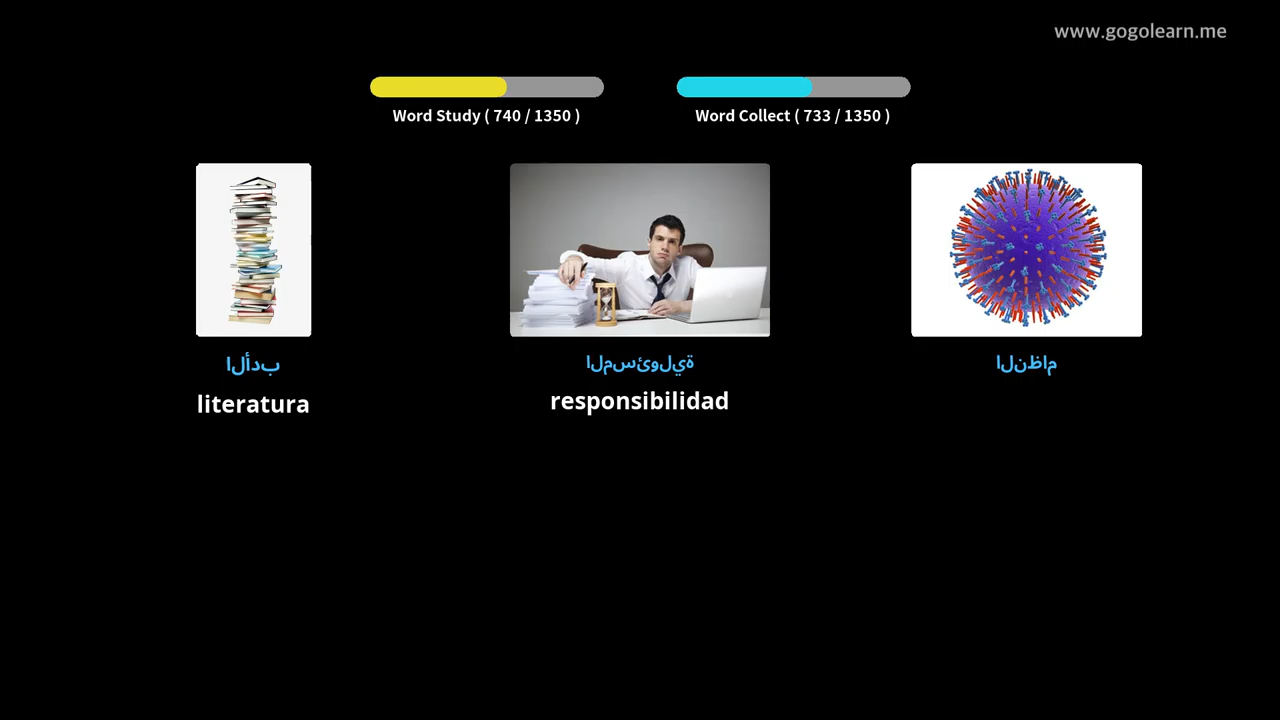 www.gogolearn.me
Word Study ( 740 / 1350 )
Word Collect ( 733 / 1350 )
الأدب
المسئولية
النظام
literatura
responsibilidad